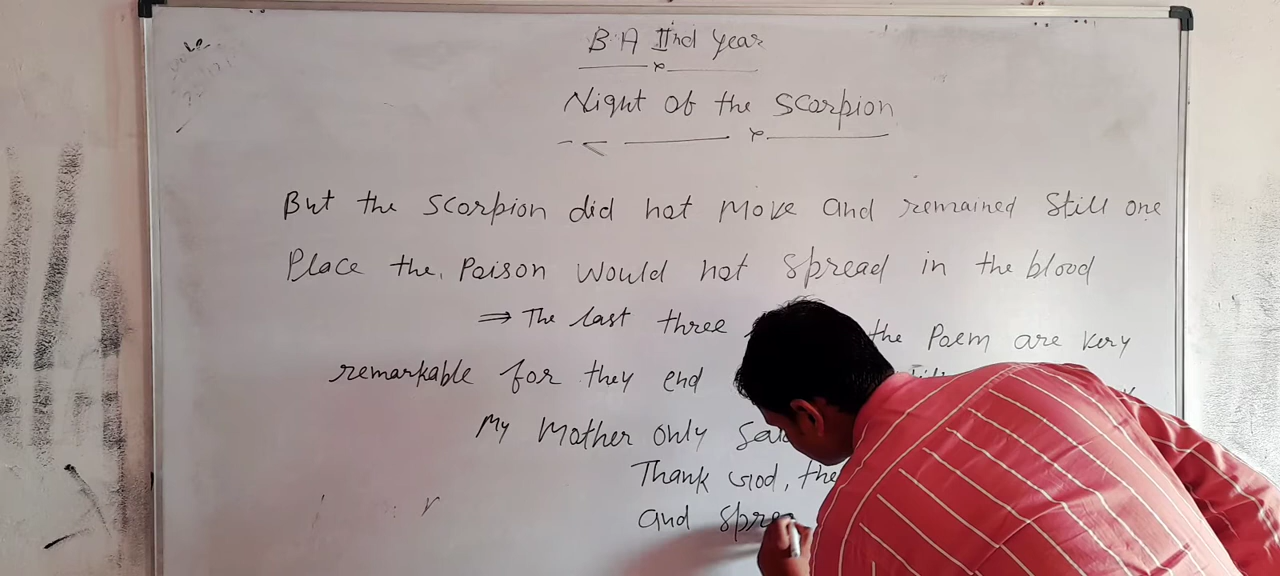 B.A IInd Year
Night of the Scorpion
But the Scorpion did not Move and remained Still one
Place the, Poison would not Spread in the blood
⇒ The last three the Poem are very
remarkable for they end
My Mother only
Thank God, the
and